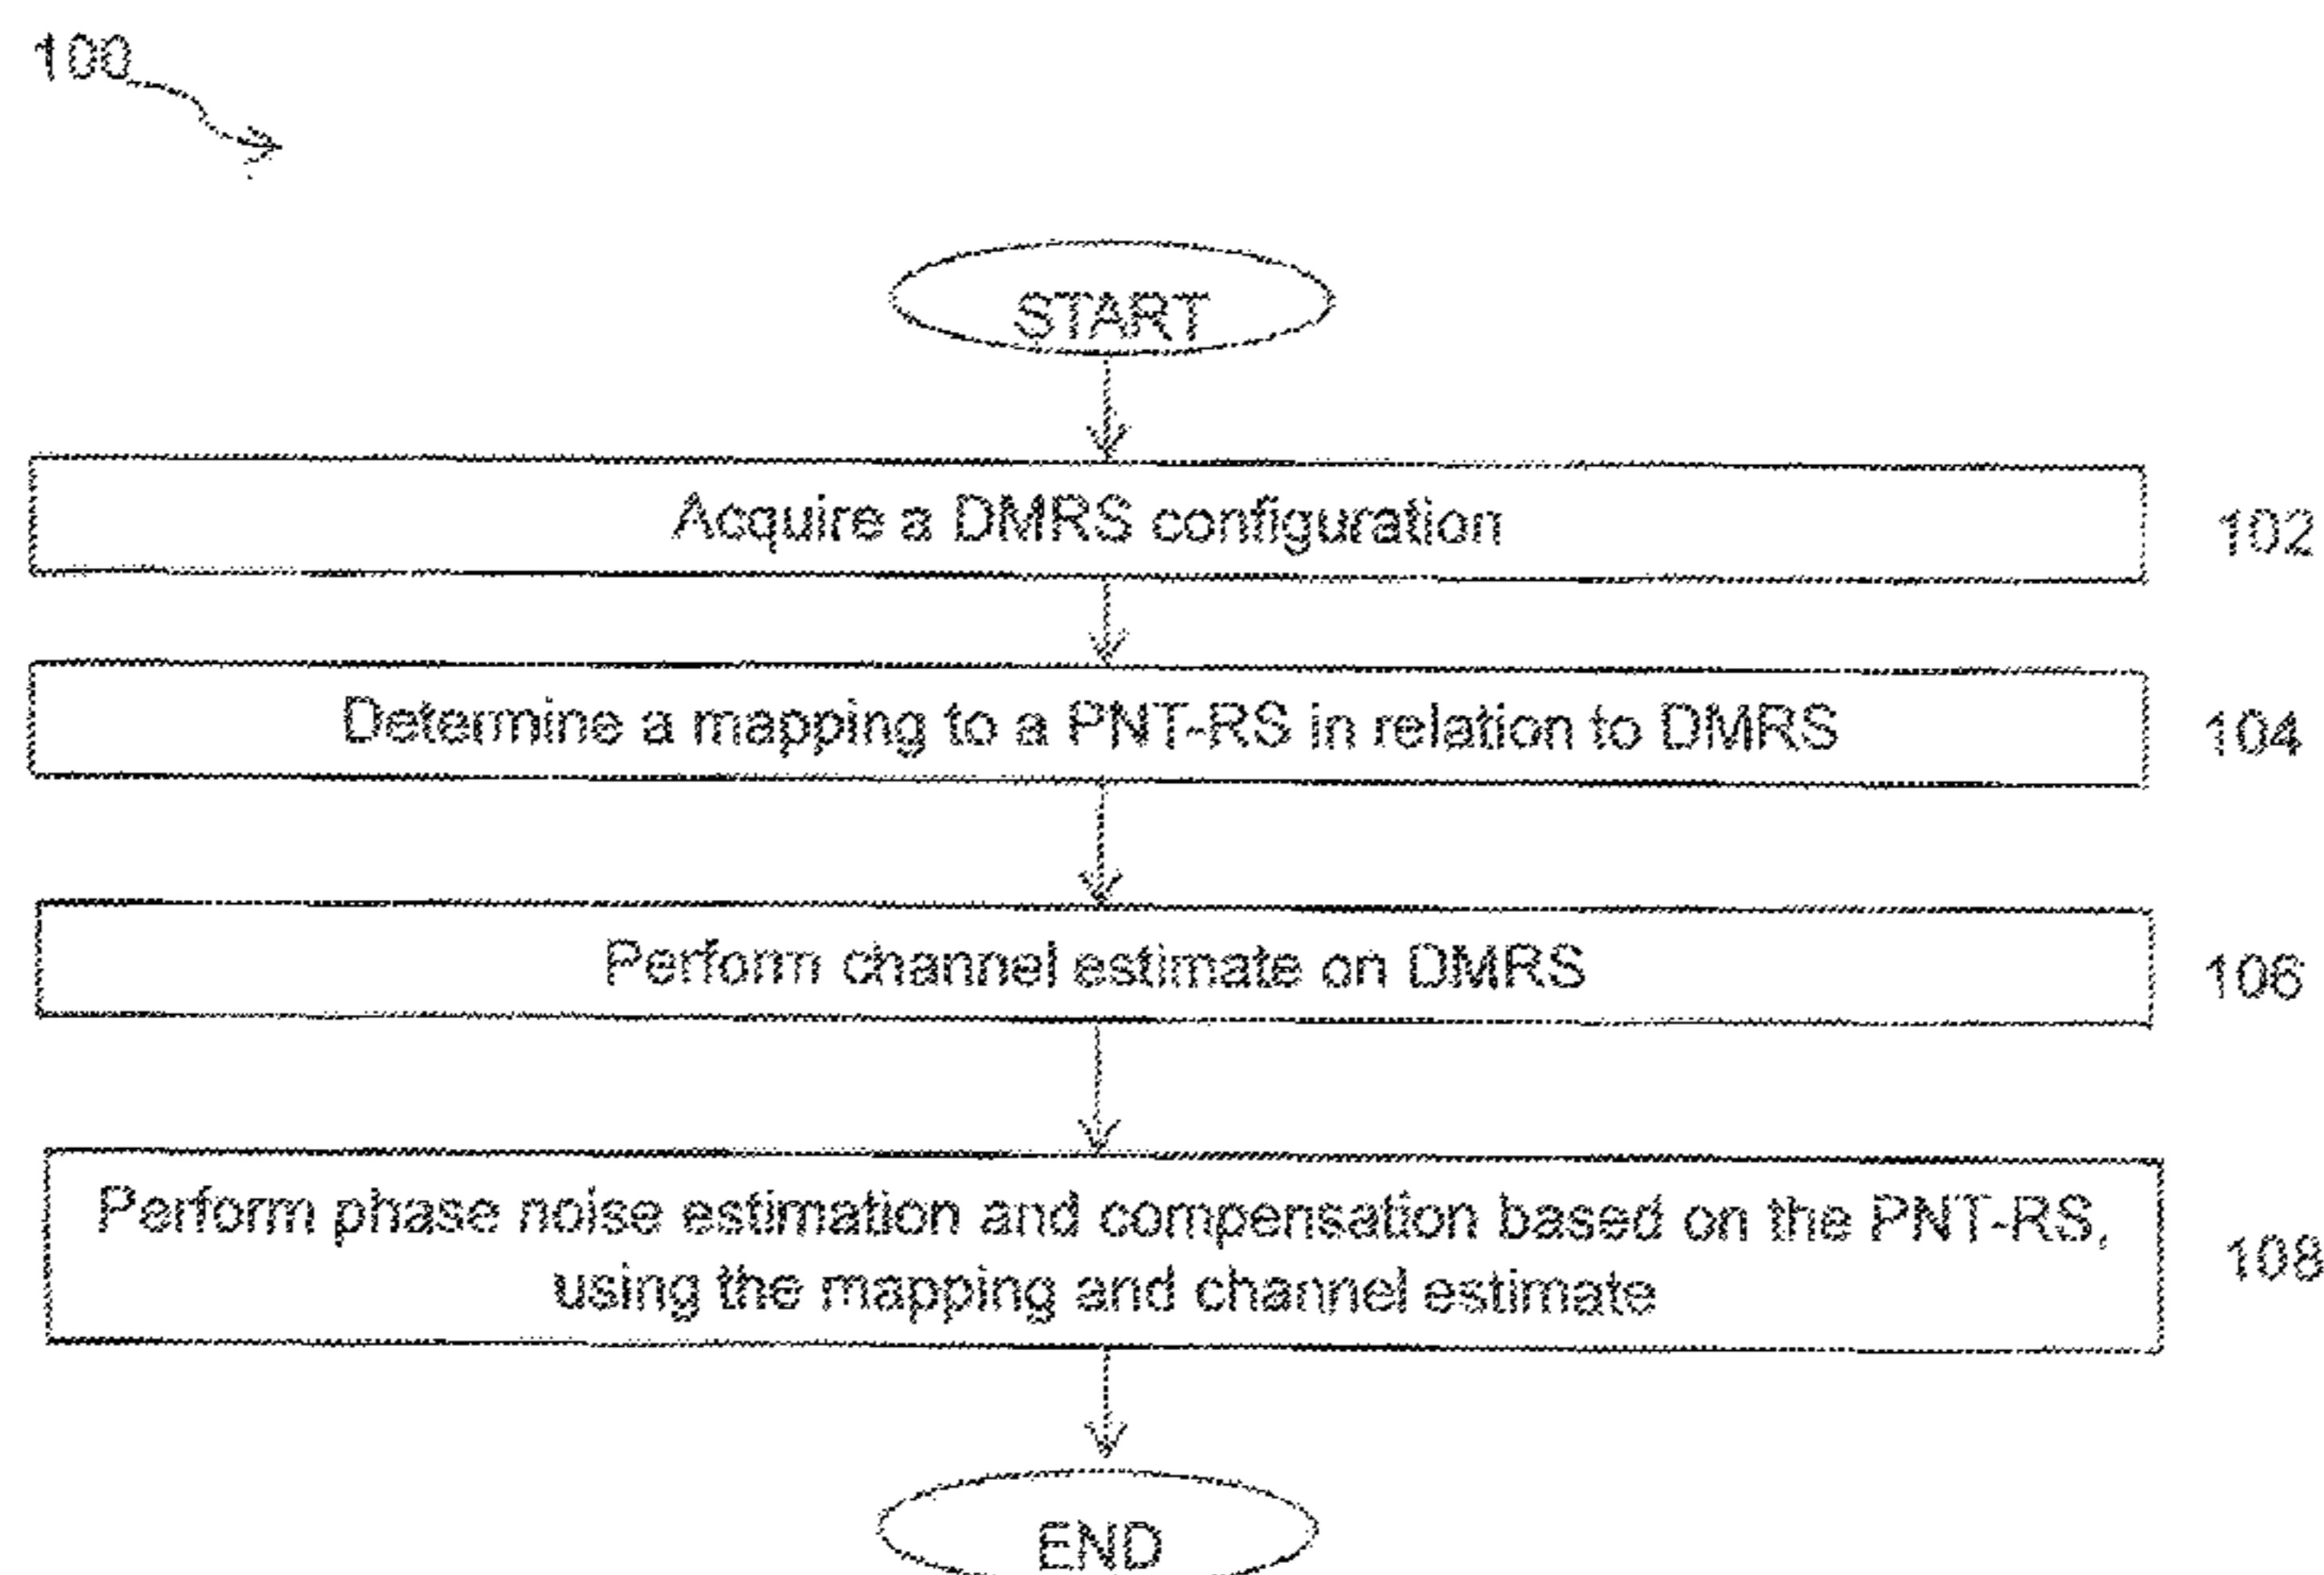 100
START
Acquire a DMRS configuration
102
Determine a mapping to a PNT-RS in relation to DMRS
104
Perform channel estimate on DMRS
106
Perform phase noise estimation and compensation based on the PNT-RS,
using the mapping and channel estimate
108
END